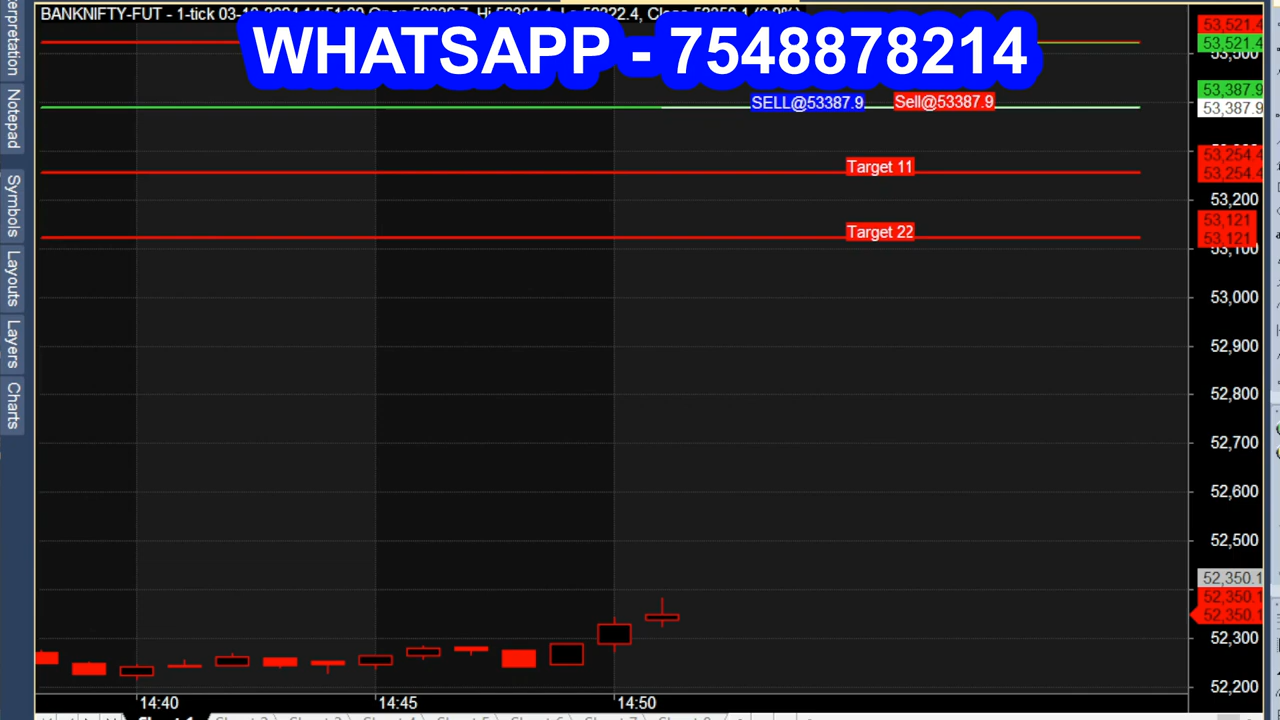 BANKNIFTY-FUT - 1-tick
WHATSAPP - 7548878214
53,521.4
53,521.4
53,387.9
53,387.9
SELL@53387.9 Sell@53387.9
Target 11
53,254.4
53,254.4
53,200
Target 22
53,121
53,121
53,100
53,000
52,900
52,800
52,700
52,600
52,500
52,350.1
52,350.1
52,350.1
52,300
52,200
14:40 14:45 14:50
Notepad
Symbols
Layouts
Layers
Charts